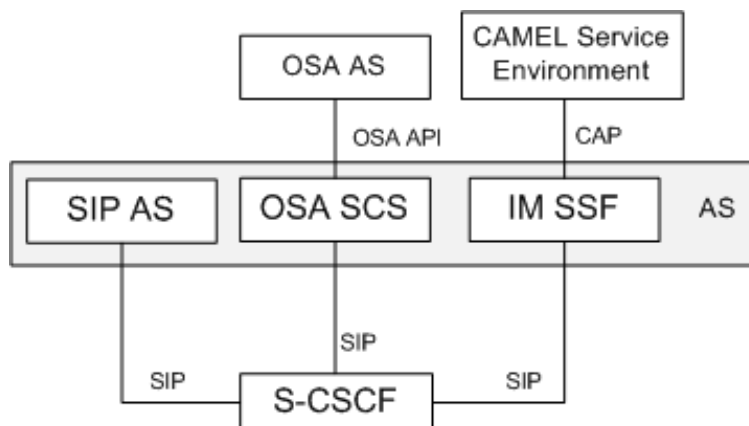 OSA AS
CAMEL Service
Environment
OSA API
CAP
SIP AS
OSA SCS
IM SSF
AS
SIP
SIP
SIP
S-CSCF